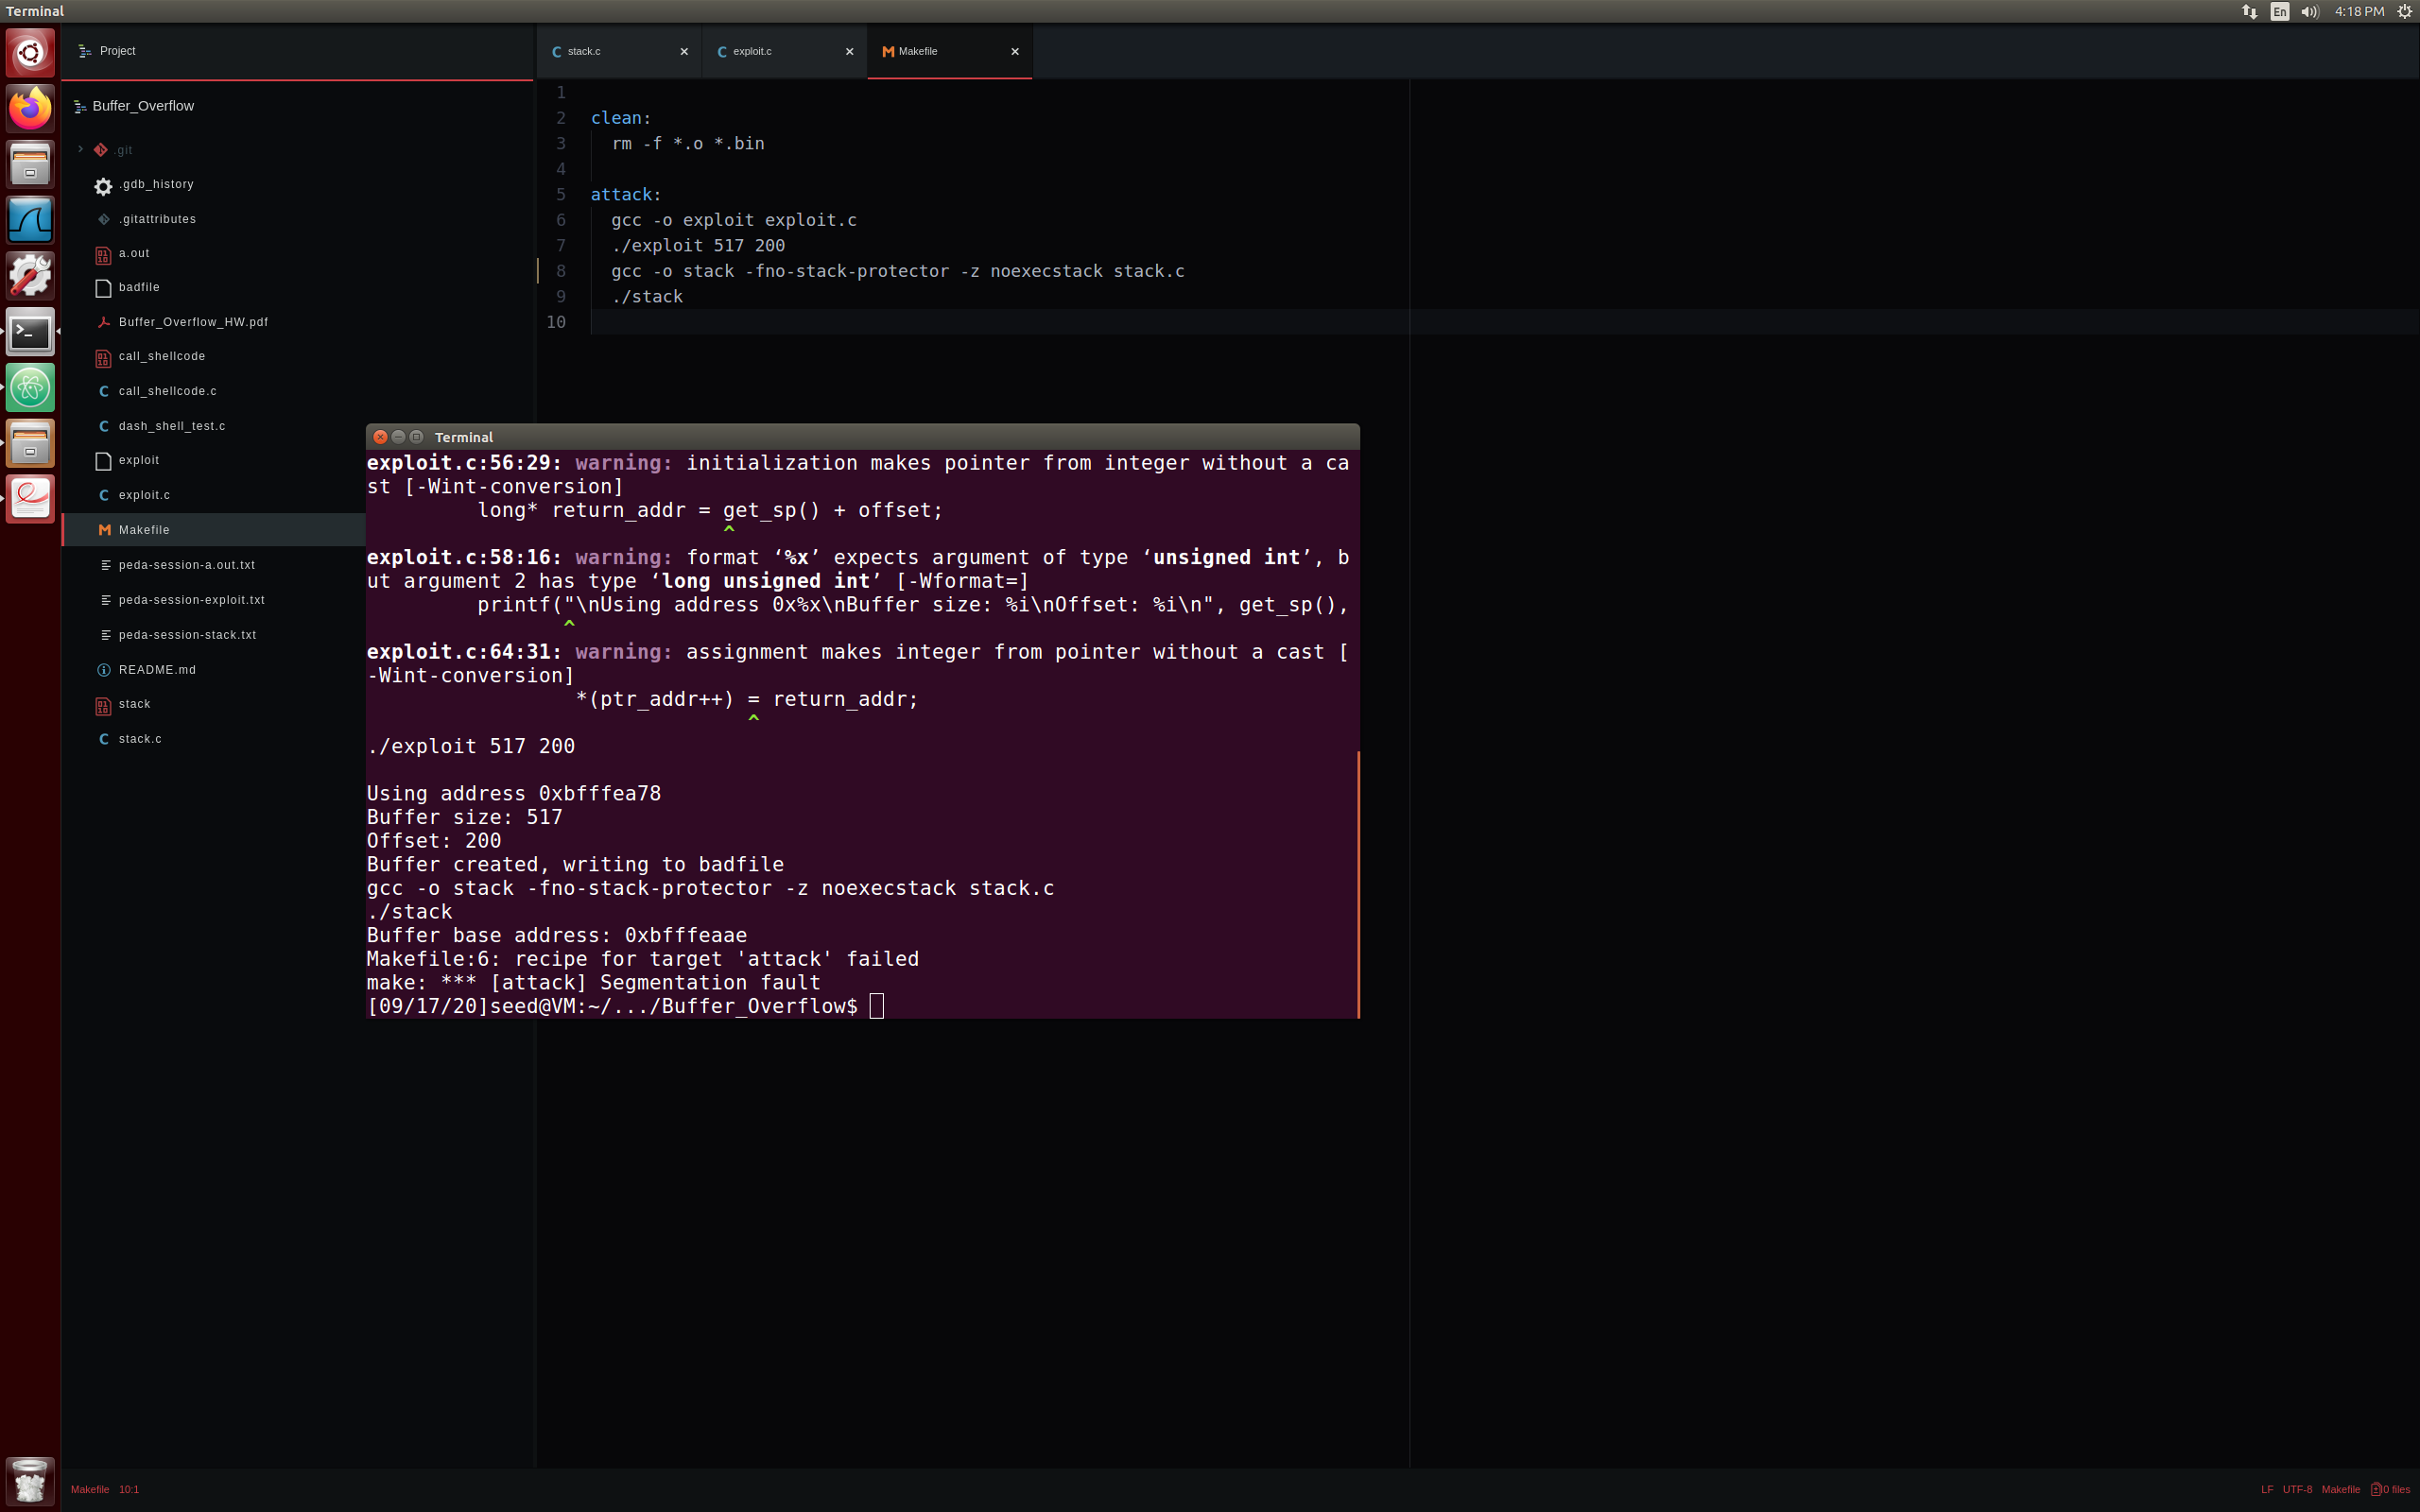 Terminal
En
4:18 PM
Project
stack.c
exploit.c
Makefile
Buffer_Overflow
.git
.gdb_history
.gitattributes
a.out
badfile
Buffer_Overflow_HW.pdf
call_shellcode
call_shellcode.c
dash_shell_test.c
exploit
exploit.c
Makefile
peda-session-a.out.txt
peda-session-exploit.txt
peda-session-stack.txt
README.md
stack
stack.c
1
2 clean:
3 rm -f *.o *.bin
4
5 attack:
6 gcc -o exploit exploit.c
7 ./exploit 517 200
8 gcc -o stack -fno-stack-protector -z noexecstack stack.c
9 ./stack
10
Terminal
exploit.c:56:29: warning: initialization makes pointer from integer without a ca
st [-Wint-conversion]
long* return_addr = get_sp() + offset;
^
exploit.c:58:16: warning: format ‘%x’ expects argument of type ‘unsigned int’, b
ut argument 2 has type ‘long unsigned int’ [-Wformat=]
printf("\nUsing address 0x%x\nBuffer size: %i\nOffset: %i\n", get_sp(),
^
exploit.c:64:31: warning: assignment makes integer from pointer without a cast [
-Wint-conversion]
*(ptr_addr++) = return_addr;
^
./exploit 517 200
Using address 0xbfffea78
Buffer size: 517
Offset: 200
Buffer created, writing to badfile
gcc -o stack -fno-stack-protector -z noexecstack stack.c
./stack
Buffer base address: 0xbfffeaae
Makefile:6: recipe for target 'attack' failed
make: *** [attack] Segmentation fault
[09/17/20]seed@VM:~/.../Buffer_Overflow$
Makefile 10:1
LF UTF-8 Makefile 0 files